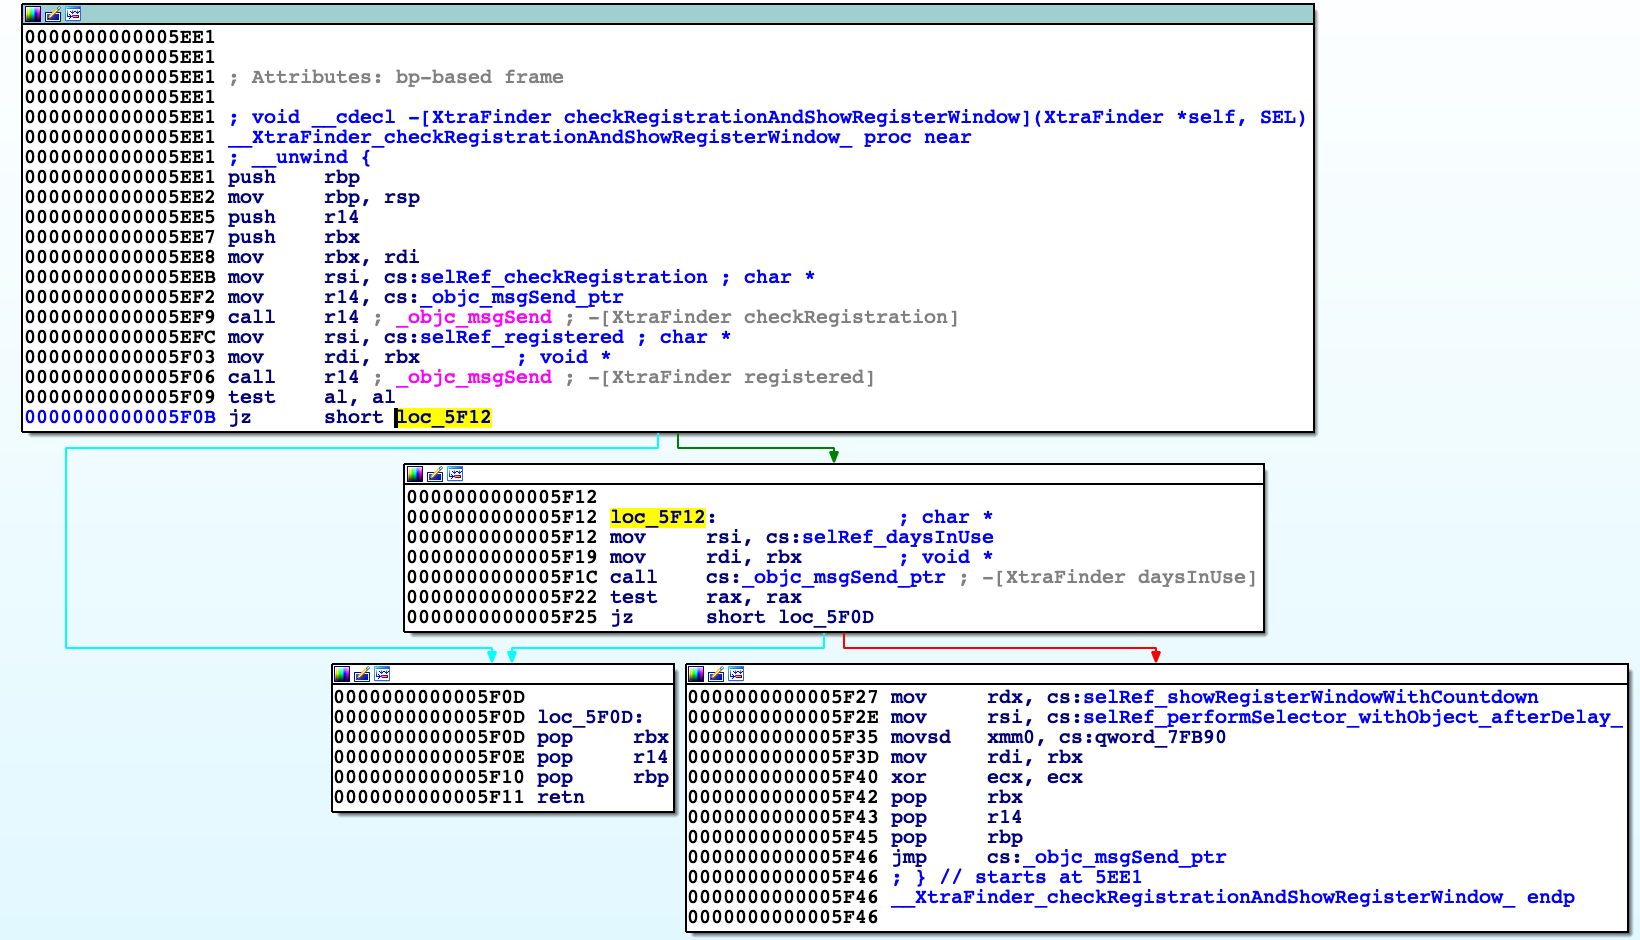 0000000000005EE1
0000000000005EE1
0000000000005EE1 ; Attributes: bp-based frame
0000000000005EE1
0000000000005EE1 ; void __cdecl -[XtraFinder checkRegistrationAndShowRegisterWindow](XtraFinder *self, SEL)
0000000000005EE1 __XtraFinder_checkRegistrationAndShowRegisterWindow_ proc near
0000000000005EE1 ; __unwind {
0000000000005EE1 push rbp
0000000000005EE2 mov rbp, rsp
0000000000005EE5 push r14
0000000000005EE7 push rbx
0000000000005EE8 mov rbx, rdi
0000000000005EEB mov rsi, cs:selRef_checkRegistration ; char *
0000000000005EF2 mov r14, cs:_objc_msgSend_ptr
0000000000005EF9 call r14 ; _objc_msgSend ; -[XtraFinder checkRegistration]
0000000000005EFC mov rsi, cs:selRef_registered ; char *
0000000000005F03 mov rdi, rbx ; void *
0000000000005F06 call r14 ; _objc_msgSend ; -[XtraFinder registered]
0000000000005F09 test al, al
0000000000005F0B jz short loc_5F12
0000000000005F12
0000000000005F12 loc_5F12: ; char *
0000000000005F12 mov rsi, cs:selRef_daysInUse
0000000000005F19 mov rdi, rbx ; void *
0000000000005F1C call cs:_objc_msgSend_ptr ; -[XtraFinder daysInUse]
0000000000005F22 test rax, rax
0000000000005F25 jz short loc_5F0D
0000000000005F0D
0000000000005F0D loc_5F0D:
0000000000005F0D pop rbx
0000000000005F0E pop r14
0000000000005F10 pop rbp
0000000000005F11 retn
0000000000005F27 mov rdx, cs:selRef_showRegisterWindowWithCountdown
0000000000005F2E mov rsi, cs:selRef_performSelector_withObject_afterDelay_
0000000000005F35 movsd xmm0, cs:qword_7FB90
0000000000005F3D mov rdi, rbx
0000000000005F40 xor ecx, ecx
0000000000005F42 pop rbx
0000000000005F43 pop r14
0000000000005F45 pop rbp
0000000000005F46 jmp cs:_objc_msgSend_ptr
0000000000005F46 ; } // starts at 5EE1
0000000000005F46 __XtraFinder_checkRegistrationAndShowRegisterWindow_ endp
0000000000005F46